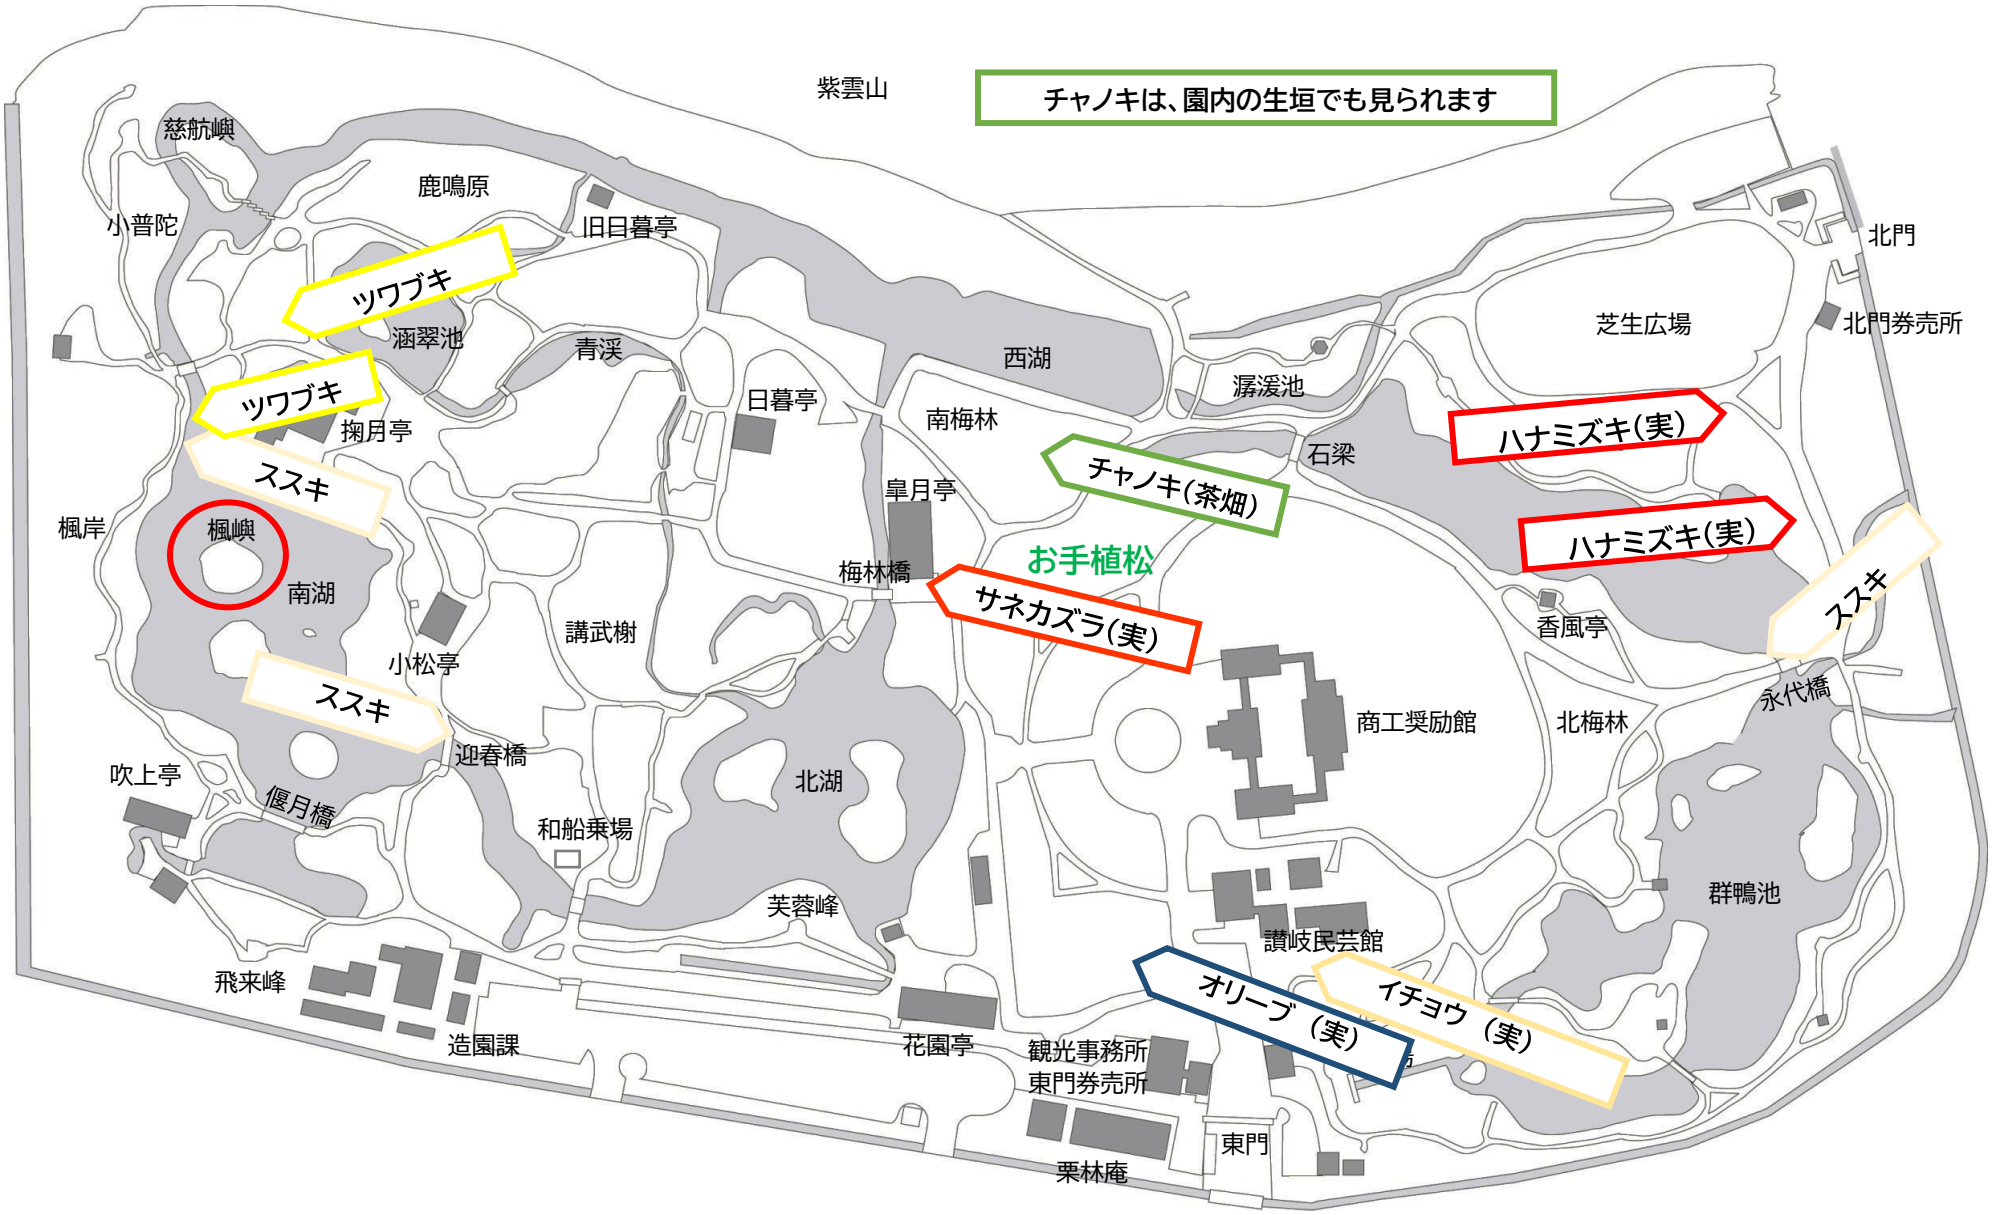 紫雲山
チャノキは、園内の生垣でも見られます
慈航嶼
鹿鳴原
小普陀
旧日暮亭
北門
ツワブキ
涵翠池
青渓
西湖
潺湲池
芝生広場
北門券売所
ツワブキ
掬月亭
日暮亭
南梅林
ハナミズキ（実）
石梁
チャノキ（茶畑）
ススキ
皐月亭
楓岸
楓嶼
お手植松
ハナミズキ（実）
ススキ
南湖
梅林橋
サネカズラ（実）
香風亭
講武榭
小松亭
ススキ
永代橋
迎春橋
商工奨励館
北梅林
吹上亭
偃月橋
北湖
和船乗場
芙蓉峰
群鴨池
讃岐民芸館
飛来峰
オリーブ（実）
イチョウ（実）
造園課
花園亭
観光事務所
東門券売所
東門
栗林庵